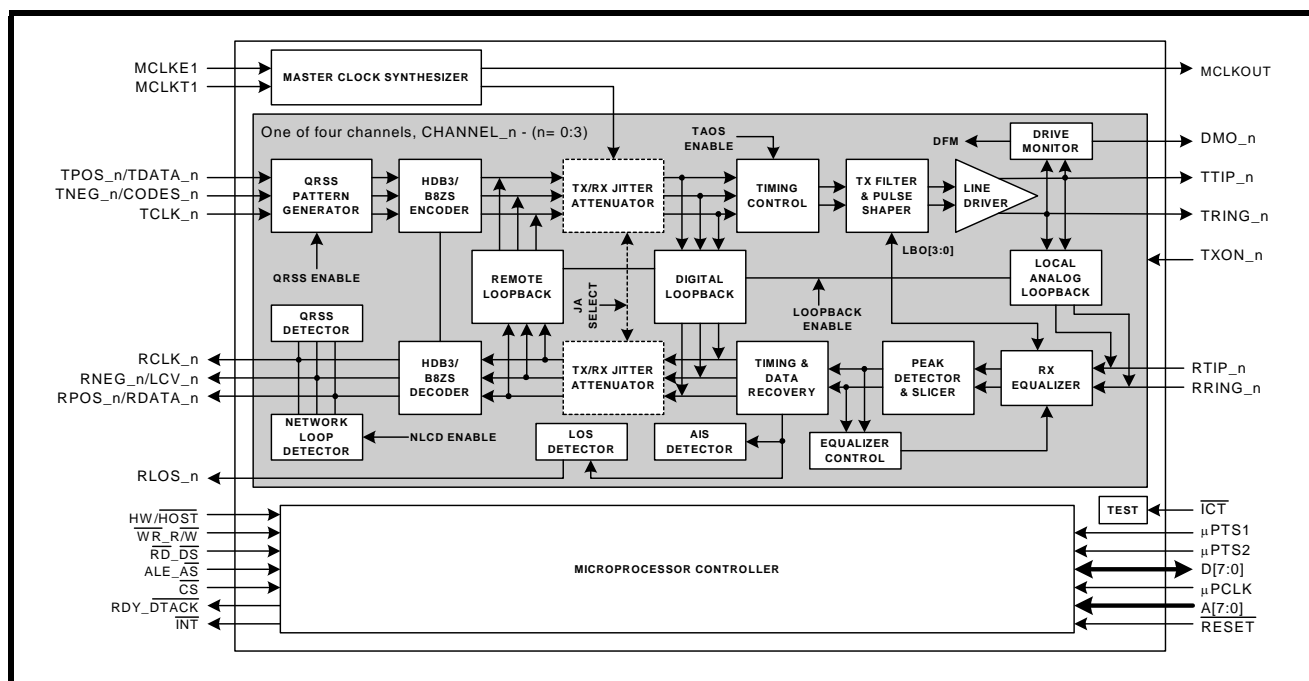 MCLKE1
MCLKT1
MASTER CLOCK SYNTHESIZER
MCLKOUT
One of four channels, CHANNEL_n - (n= 0:3)
TAOS
ENABLE
DFM
DRIVE
MONITOR
DMO_n
TPOS_n/TDATA_n
TNEG_n/CODES_n
TCLK_n
QRSS
PATTERN
GENERATOR
HDB3/
B8ZS
ENCODER
TX/RX JITTER
ATTENUATOR
TIMING
CONTROL
TX FILTER
& PULSE
SHAPER
LINE
DRIVER
TTIP_n
TRING_n
TXON_n
QRSS ENABLE
REMOTE
LOOPBACK
JA
SELECT
DIGITAL
LOOPBACK
LOOPBACK
ENABLE
LBO[3:0]
LOCAL
ANALOG
LOOPBACK
QRSS
DETECTOR
RCLK_n
RNEG_n/LCV_n
RPOS_n/RDATA_n
HDB3/
B8ZS
DECODER
TX/RX JITTER
ATTENUATOR
TIMING &
DATA
RECOVERY
PEAK
DETECTOR
& SLICER
RX
EQUALIZER
RTIP_n
RRING_n
NETWORK
LOOP
DETECTOR
NLCD ENABLE
LOS
DETECTOR
AIS
DETECTOR
EQUALIZER
CONTROL
RLOS_n
TEST
ICT
HW/HOST
WR_R/W
RD_DS
ALE_AS
CS
RDY_DTACK
INT
MICROPROCESSOR CONTROLLER
µPTS1
µPTS2
D[7:0]
µPCLK
A[7:0]
RESET